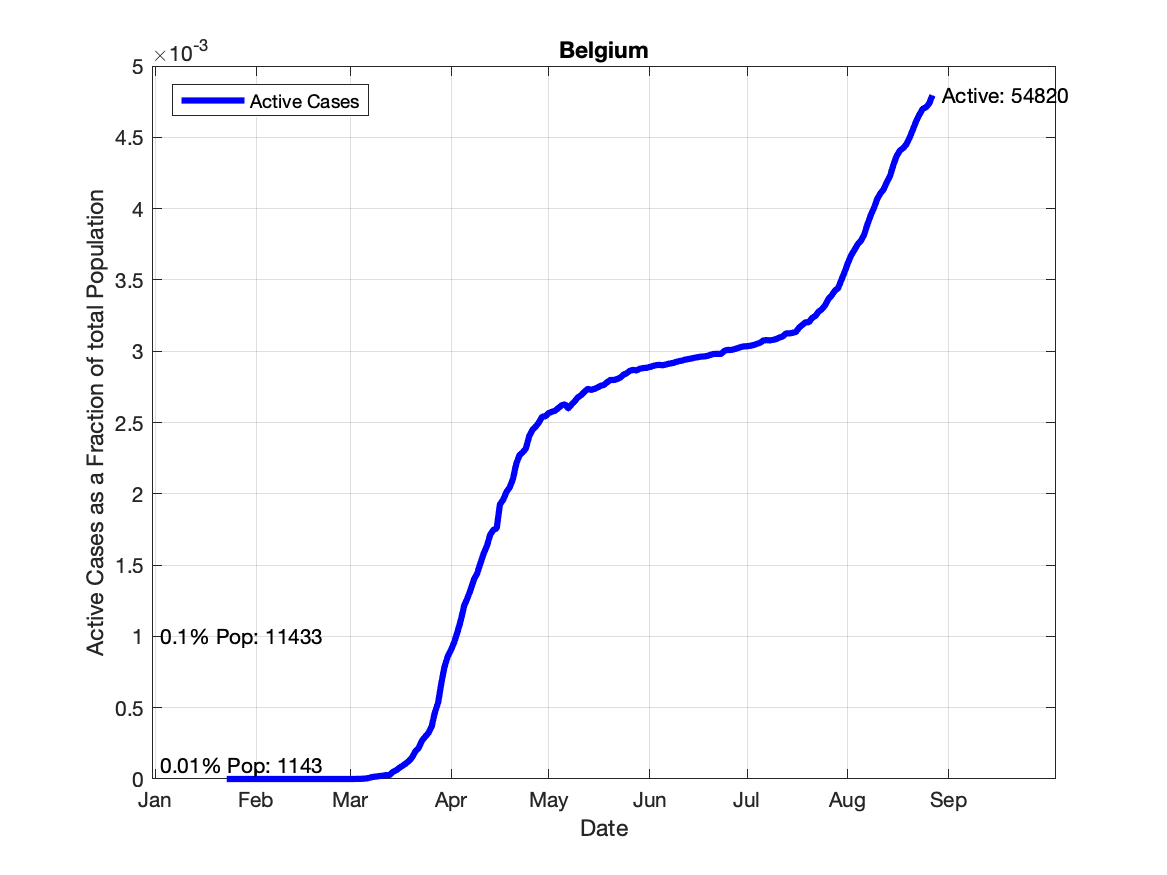 Belgium
×10-3
5
4.5
4
3.5
3
2.5
2
1.5
1
0.5
0
Active Cases as a Fraction of total Population
Active Cases
Active: 54820
0.1% Pop: 11433
0.01% Pop: 1143
Jan Feb Mar Apr May Jun Jul Aug Sep
Date